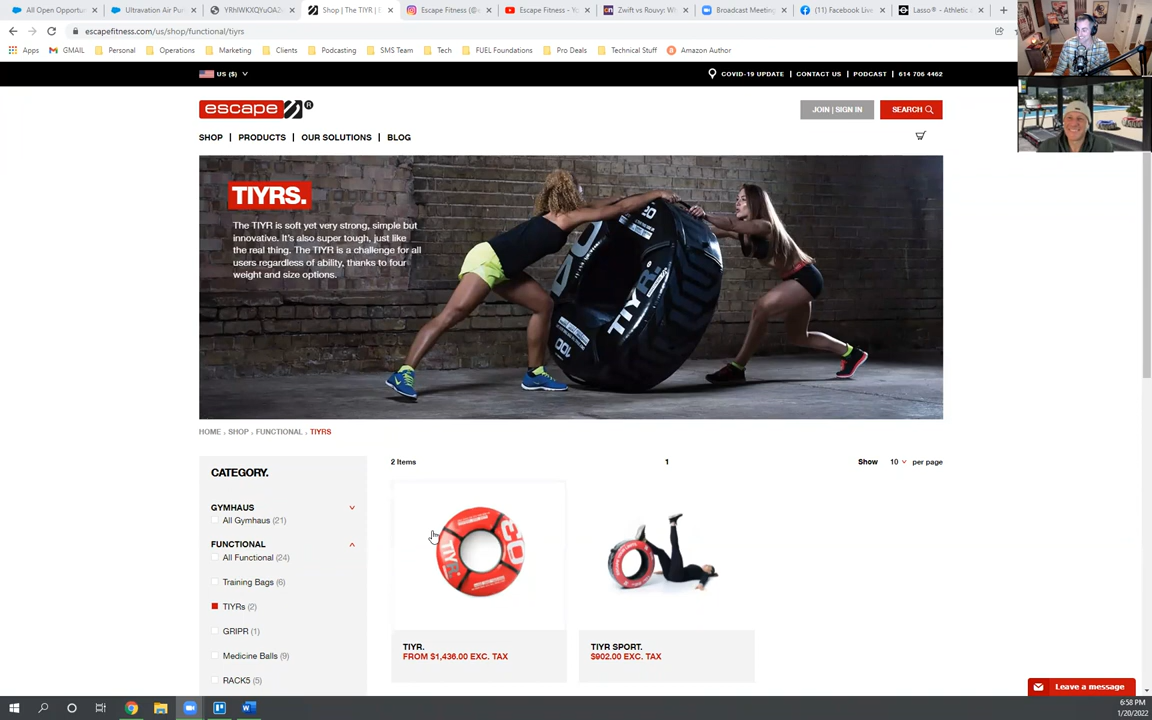 All Open Opportu
Ultravation Air Pu
YRhIWKXQYuOA2
Shop | The TIYR | E
Escape Fitness (@e
Escape Fitness - Yo
Zwift vs Rouvy: W
Broadcast Meeting
(11) Facebook Live
Lasso® - Athletic
escapefitness.com/us/shop/functional/tiyrs
Apps
GMAIL
Personal
Operations
Marketing
Clients
Podcasting
SMS Team
Tech
FUEL Foundations
Pro Deals
Technical Stuff
Amazon Author
US ($)
COVID-19 UPDATE | CONTACT US | PODCAST | 614 706 4462
escape
JOIN | SIGN IN
SEARCH
SHOP | PRODUCTS | OUR SOLUTIONS | BLOG
TIYRS.
The TIYR is soft yet very strong, simple but
innovative. It's also super tough, just like
the real thing. The TIYR is a challenge for all
users regardless of ability, thanks to four
weight and size options.
TIYR.
100
HOME . SHOP . FUNCTIONAL . TIYRS
CATEGORY.
2 Items
1
Show 10 per page
GYMHAUS
All Gymhaus (21)
FUNCTIONAL
All Functional (24)
Training Bags (6)
TIYRs (2)
GRIPR (1)
Medicine Balls (9)
RACK5 (5)
TIYR.
FROM $1,436.00 EXC. TAX
TIYR SPORT.
$902.00 EXC. TAX
Leave a message
6:58 PM
1/20/2022